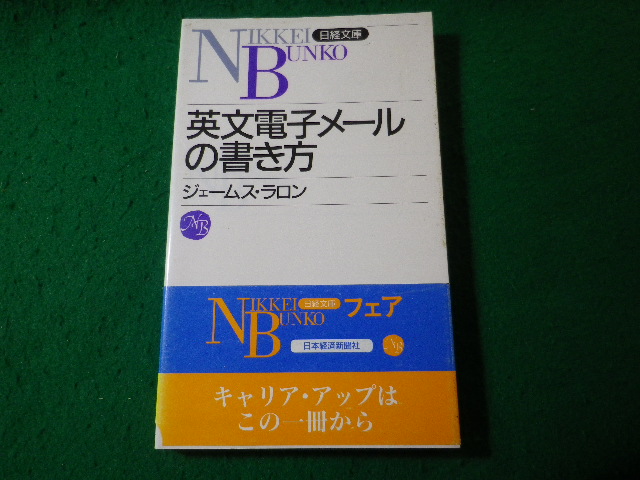 NIKKEI 日経文庫
BUNKO
英文電子メール
の書き方
ジェームス・ラロン
NB
NIKKEI 日経文庫 フェア
BUNKO
日本経済新聞社
NB
キャリア・アップは
この一冊から